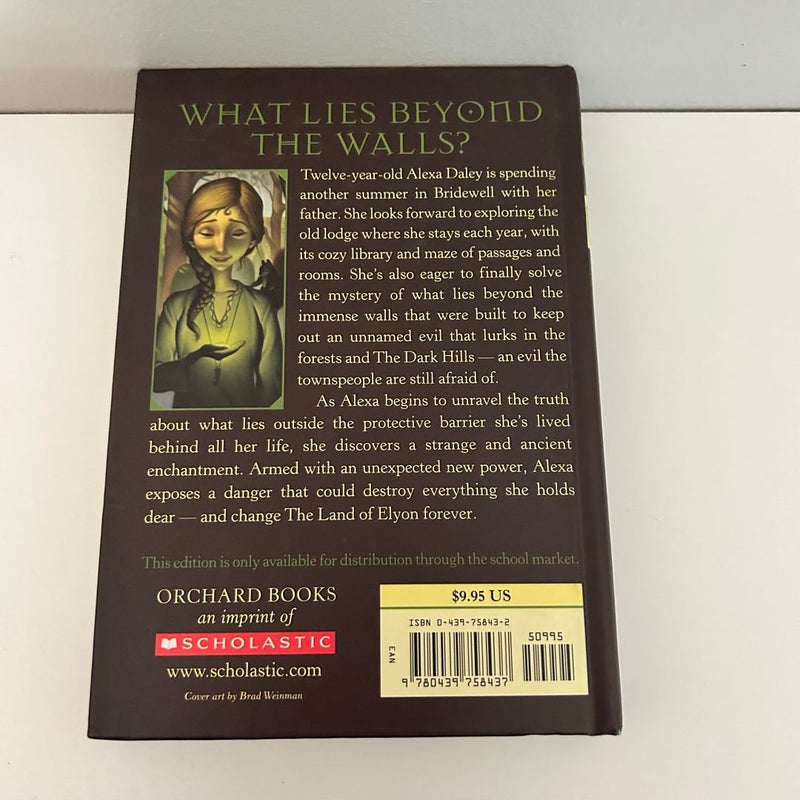 WHAT LIES BEYOND
THE WALLS?
Twelve-year-old Alexa Daley is spending
another summer in Bridewell with her
father. She looks forward to exploring the
old lodge where she stays each year, with
its cozy library and maze of passages and
rooms. She's also eager to finally solve
the mystery of what lies beyond the
immense walls that were built to keep
out an unnamed evil that lurks in the
forests and The Dark Hills — an evil the
townspeople are still afraid of.
As Alexa begins to unravel the truth
about what lies outside the protective barrier she's lived
behind all her life, she discovers a strange and ancient
enchantment. Armed with an unexpected new power, Alexa
exposes a danger that could destroy everything she holds
dear — and change The Land of Elyon forever.
This edition is only available for distribution through the school market.
ORCHARD BOOKS
an imprint of
SCHOLASTIC
www.scholastic.com
Cover art by Brad Weinman
$9.95 US
ISBN 0-439-75843-2
50995
EAN
9 780439 758437